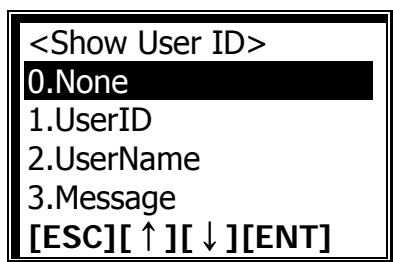 <Show User ID>
0.None
1.UserID
2.UserName
3.Message
[ESC][↑][↓][ENT]